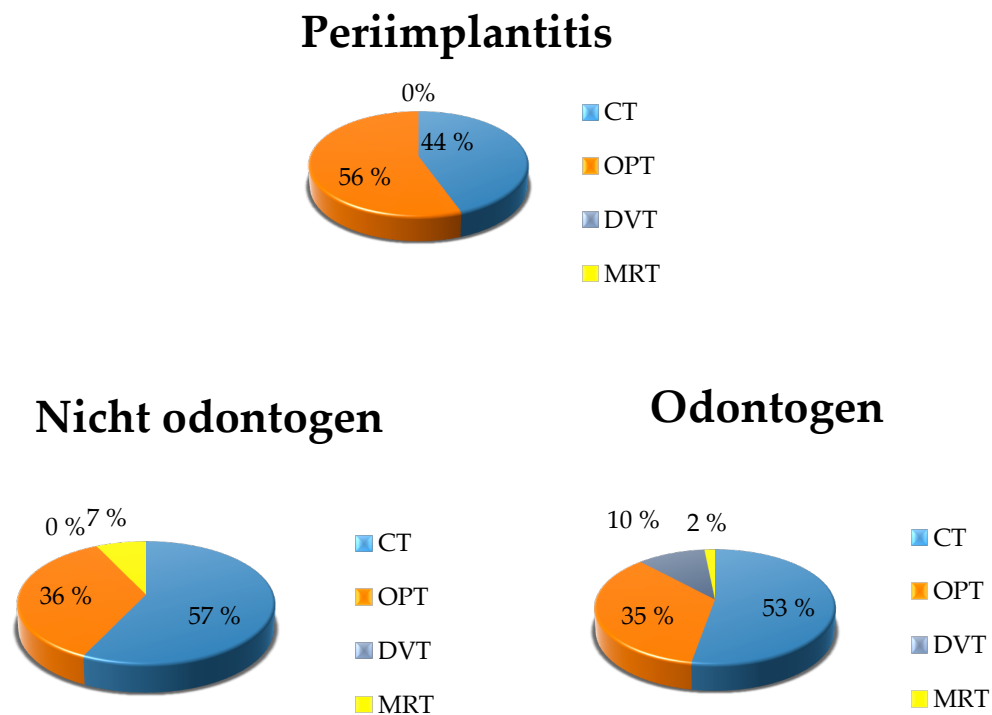 Periimplantitis
0%
44 %
56 %
CT
OPT
DVT
MRT
Nicht odontogen
0 %
7 %
36 %
57 %
CT
OPT
DVT
MRT
Odontogen
10 %
2 %
35 %
53 %
CT
OPT
DVT
MRT